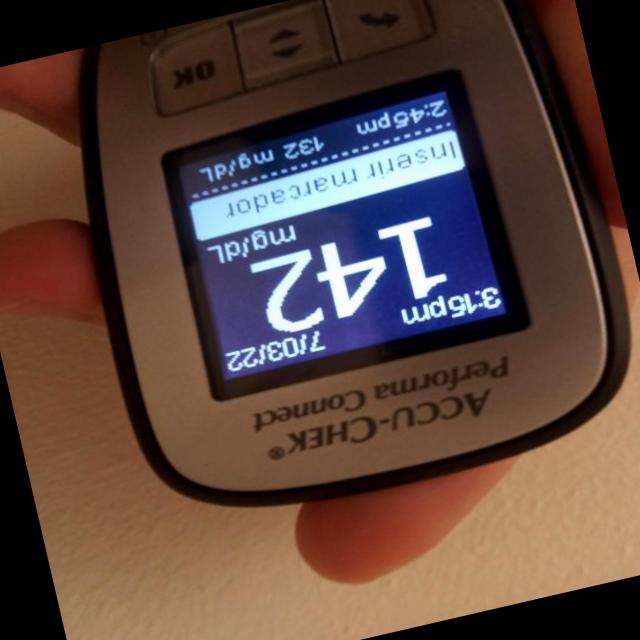 ACCU-CHEK®
Performa Connect
3:15pm 7/03/22
142 mg/dL
Inserir marcador
2:45pm 132 mg/dL
OK